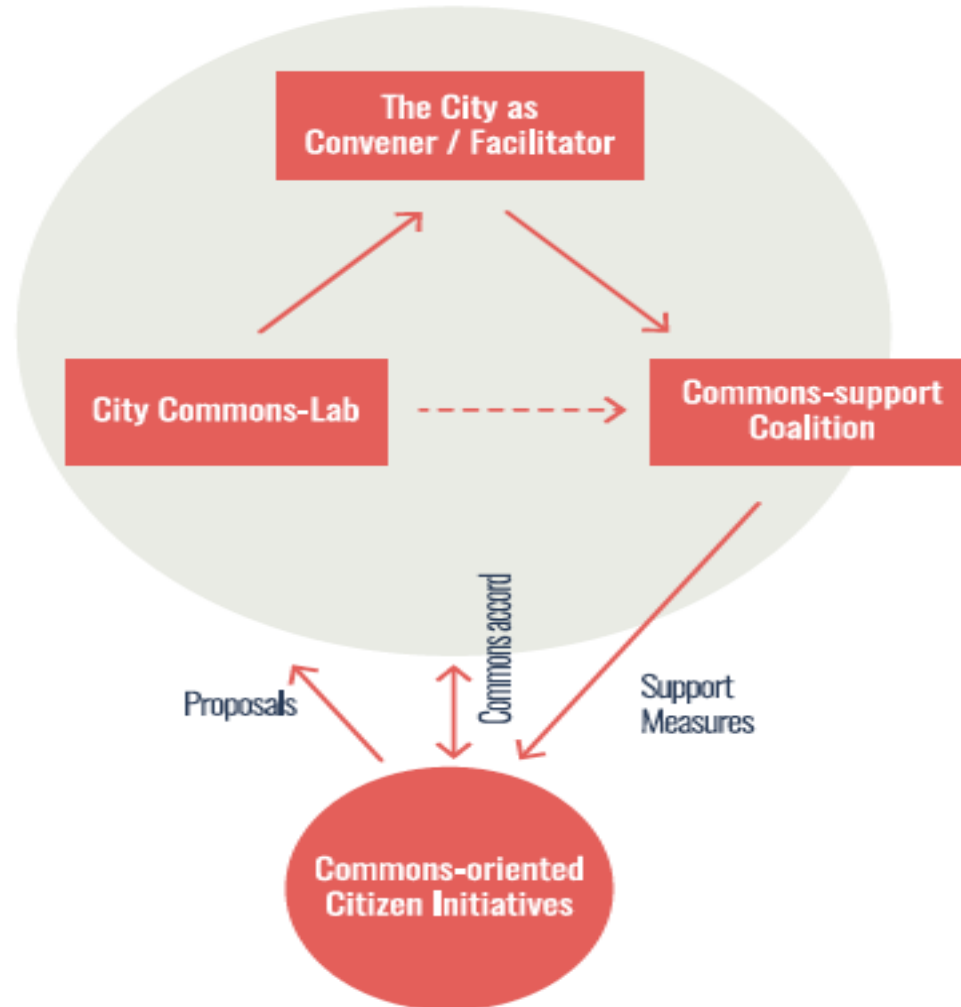 The City as
Convener / Facilitator
City Commons-Lab
Commons-support
Coalition
Commons accord
Proposals
Support
Measures
Commons-oriented
Citizen Initiatives